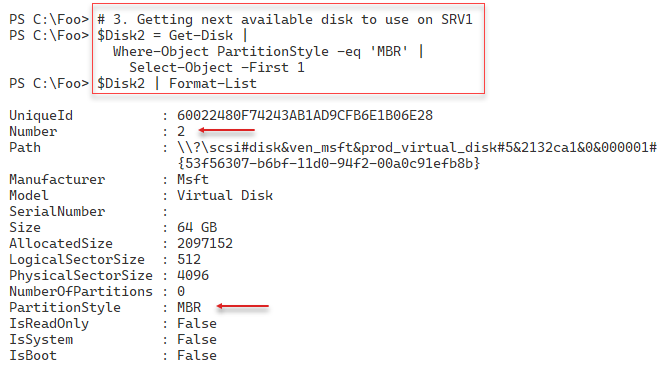 PS C:\Foo> # 3. Getting next available disk to use on SRV1
PS C:\Foo> $Disk2 = Get-Disk |
Where-Object PartitionStyle -eq 'MBR' |
Select-Object -First 1
PS C:\Foo> $Disk2 | Format-List
UniqueId : 60022480F74243AB1AD9CFB6E1B06E28
Number : 2
Path : \\?\scsi#disk&ven_msft&prod_virtual_disk#5&2132ca1&0&000001#
{53f56307-b6bf-11d0-94f2-00a0c91efb8b}
Manufacturer : Msft
Model : Virtual Disk
SerialNumber :
Size : 64 GB
AllocatedSize : 2097152
LogicalSectorSize : 512
PhysicalSectorSize : 4096
NumberOfPartitions : 0
PartitionStyle : MBR
IsReadOnly : False
IsSystem : False
IsBoot : False